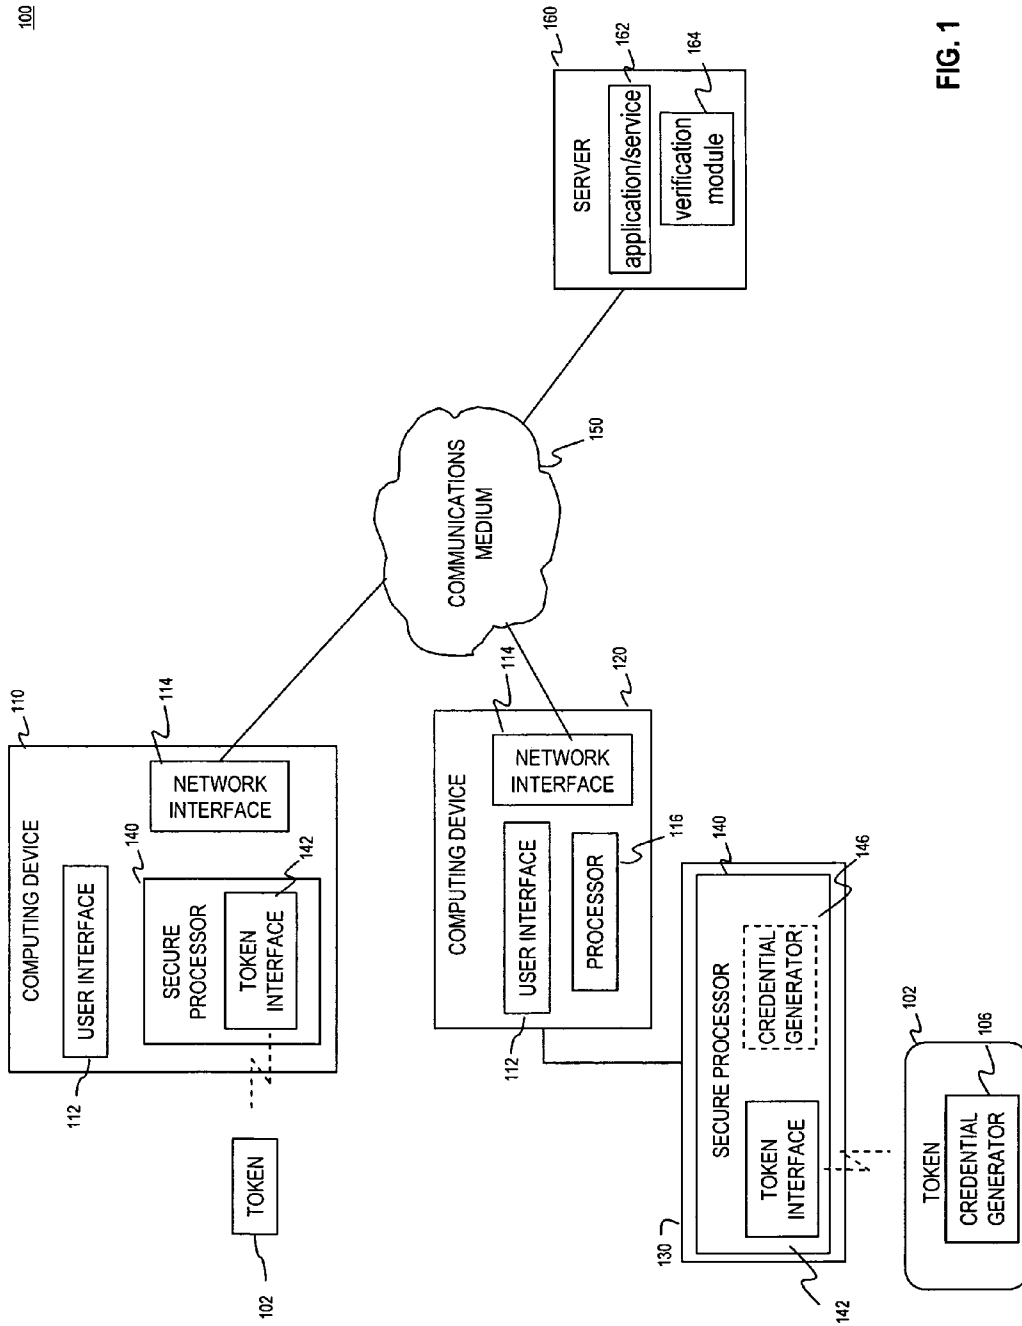 100
110
COMPUTING DEVICE
USER INTERFACE
112
114
NETWORK
INTERFACE
140
SECURE
PROCESSOR
142
TOKEN
INTERFACE
TOKEN
102
COMMUNICATIONS
MEDIUM
150
160
SERVER
162
application/service
164
verification
module
120
COMPUTING DEVICE
114
NETWORK
INTERFACE
USER INTERFACE
112
PROCESSOR
116
130
140
SECURE PROCESSOR
146
CREDENTIAL
GENERATOR
TOKEN
INTERFACE
142
102
TOKEN
106
CREDENTIAL
GENERATOR
FIG. 1